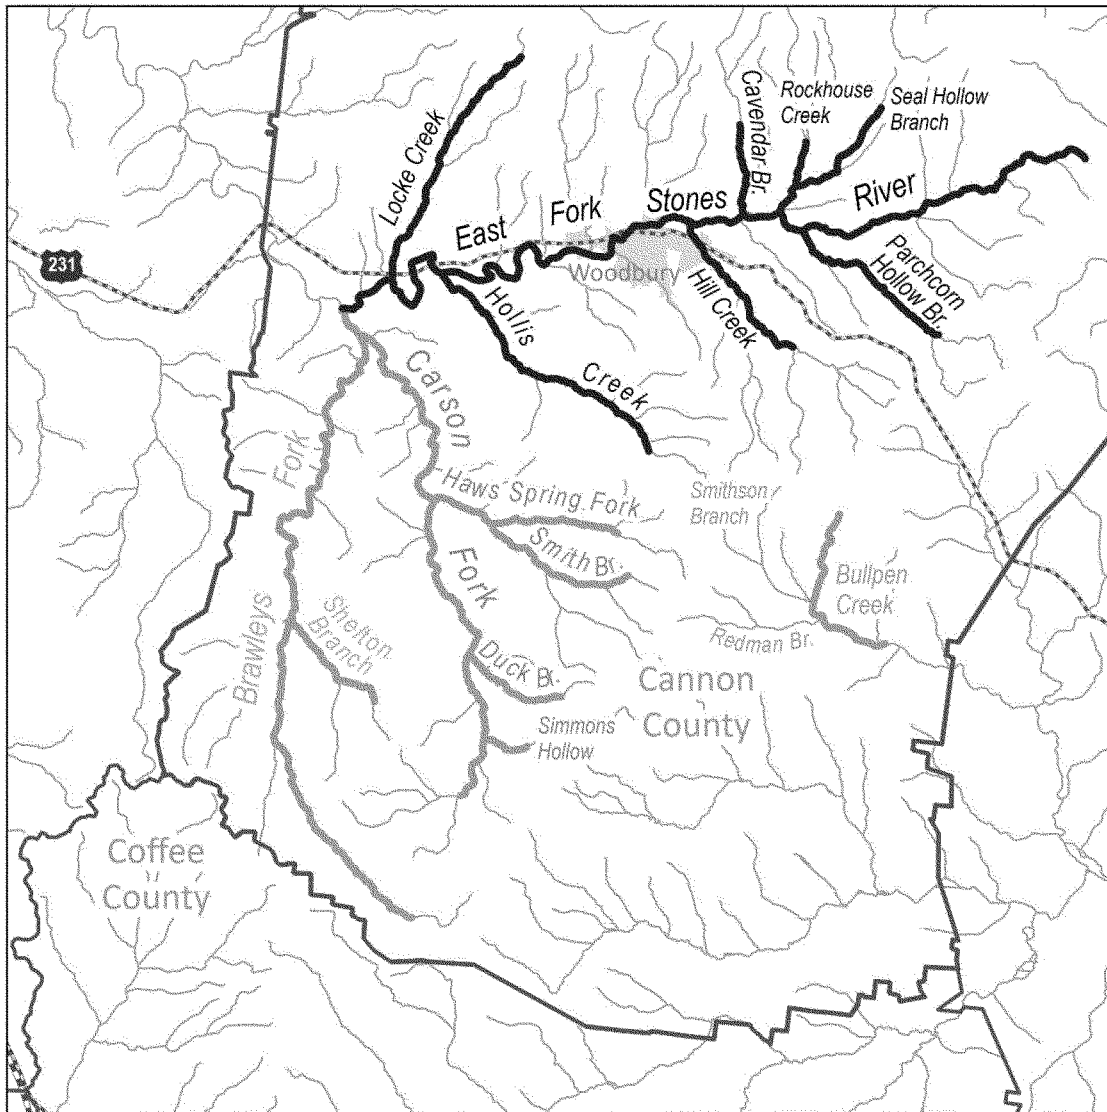 Rockhouse
Creek
Seal Hollow
Branch
Cavendar Br.
Locke Creek
East Fork Stones River
231
Woodbury
Parchcorn
Hollow Br.
Hill Creek
Hollis Creek
Carson Fork
Brawleys Fork
Haws Spring Fork
Smithson
Branch
Smith Br.
Bullpen
Creek
Shelton
Branch
Redman Br.
Duck Br.
Cannon
County
Simmons
Hollow
Coffee
County